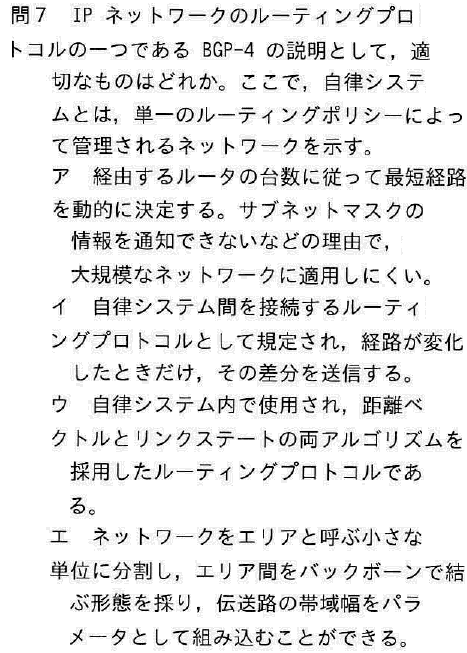 問7 IP ネットワークのルーティングプロ
トコルの一つである BGP-4 の説明として，適
切なものはどれか。ここで，自律システ
ムとは，単一のルーティングポリシーによっ
て管理されるネットワークを示す。
ア 経由するルータの台数に従って最短経路
を動的に決定する。サブネットマスクの
情報を通知できないなどの理由で，
大規模なネットワークに適用しにくい。
イ 自律システム間を接続するルーティ
ングプロトコルとして規定され，経路が変化
したときだけ，その差分を送信する。
ウ 自律システム内で使用され，距離ベ
クトルとリンクステートの両アルゴリズムを
採用したルーティングプロトコルであ
る。
エ ネットワークをエリアと呼ぶ小さな
単位に分割し，エリア間をバックボーンで結
ぶ形態を採り，伝送路の帯域幅をパラ
メータとして組み込むことができる。